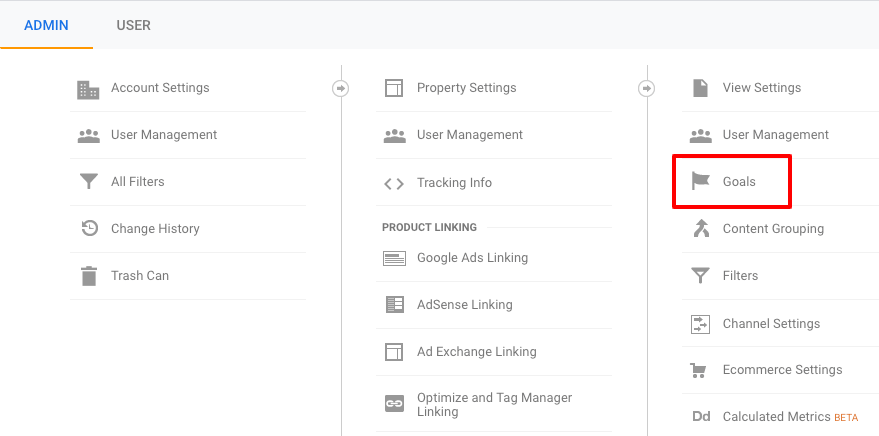 ADMIN
USER
Account Settings
User Management
All Filters
Change History
Trash Can
Property Settings
User Management
Tracking Info
PRODUCT LINKING
Google Ads Linking
AdSense Linking
Ad Exchange Linking
Optimize and Tag Manager
Linking
View Settings
User Management
Goals
Content Grouping
Filters
Channel Settings
Ecommerce Settings
Dd Calculated Metrics BETA